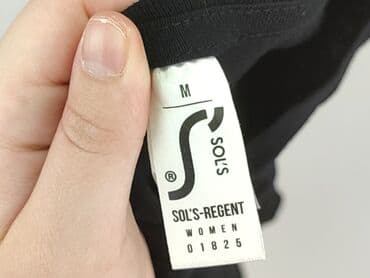 M
SOL'S
®
SOL'S-REGENT
WOMEN
01825